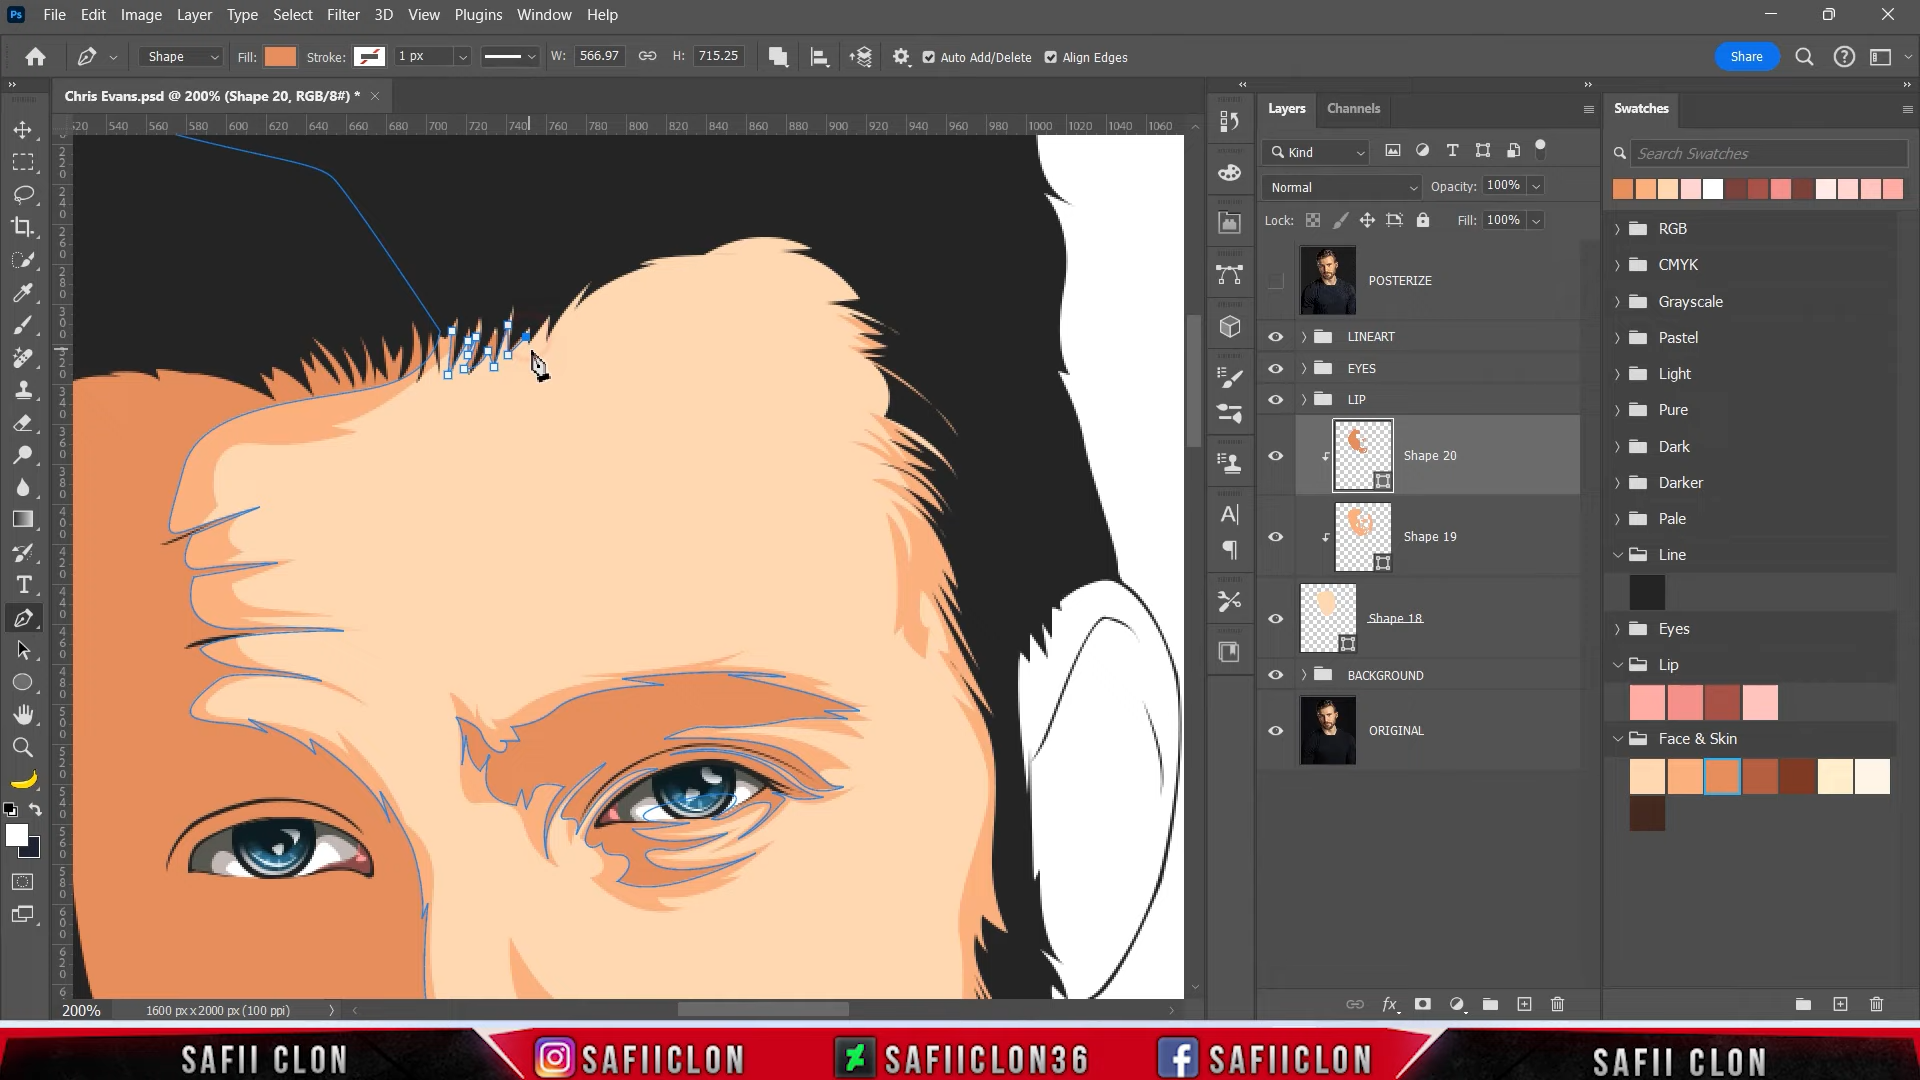 Ps File Edit Image Layer Type Select Filter 3D View Plugins Window Help
Shape Fill: Stroke: 1 px W: 566.97 H: 715.25 Auto Add/Delete Align Edges Share
Chris Evans.psd @ 200% (Shape 20, RGB/8#) *
520 540 560 580 600 620 640 660 680 700 720 740 760 780 800 820 840 860 880 900 920 940 960 980 1000 1020 1040 1060
Layers Channels
Kind
Normal Opacity: 100%
Lock: Fill: 100%
POSTERIZE
LINEART
EYES
LIP
Shape 20
Shape 19
Shape 18
BACKGROUND
ORIGINAL
Swatches
Search Swatches
RGB
CMYK
Grayscale
Pastel
Light
Pure
Dark
Darker
Pale
Line
Eyes
Lip
Face & Skin
200% 1600 px x 2000 px (100 ppi)
SAFII CLON SAFIICLON SAFIICLON36 SAFIICLON SAFII CLON